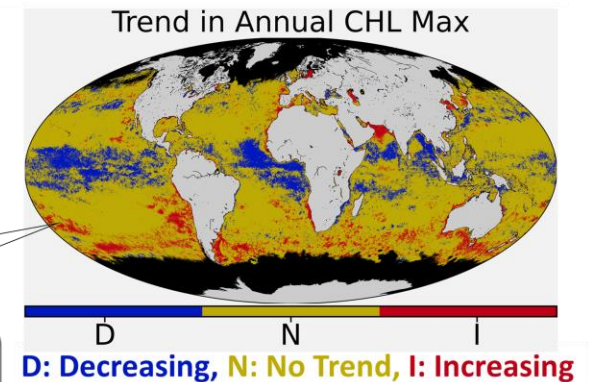 Trend in Annual CHL Max
D N I
D: Decreasing, N: No Trend, I: Increasing